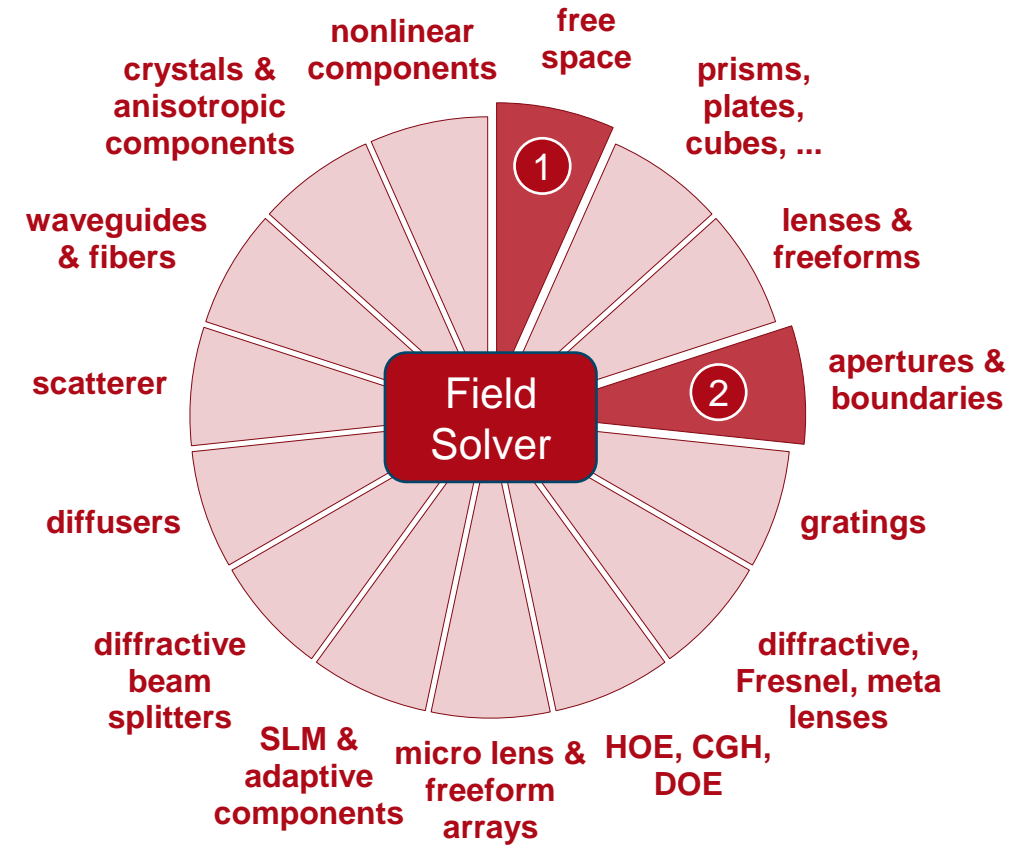 nonlinear
components
free
space
prisms,
plates,
cubes, ...
lenses &
freeforms
apertures &
boundaries
gratings
diffractive,
Fresnel, meta
lenses
HOE, CGH,
DOE
micro lens &
freeform
arrays
SLM &
adaptive
components
diffractive
beam
splitters
diffusers
scatterer
waveguides
& fibers
crystals &
anisotropic
components
1
2
Field
Solver